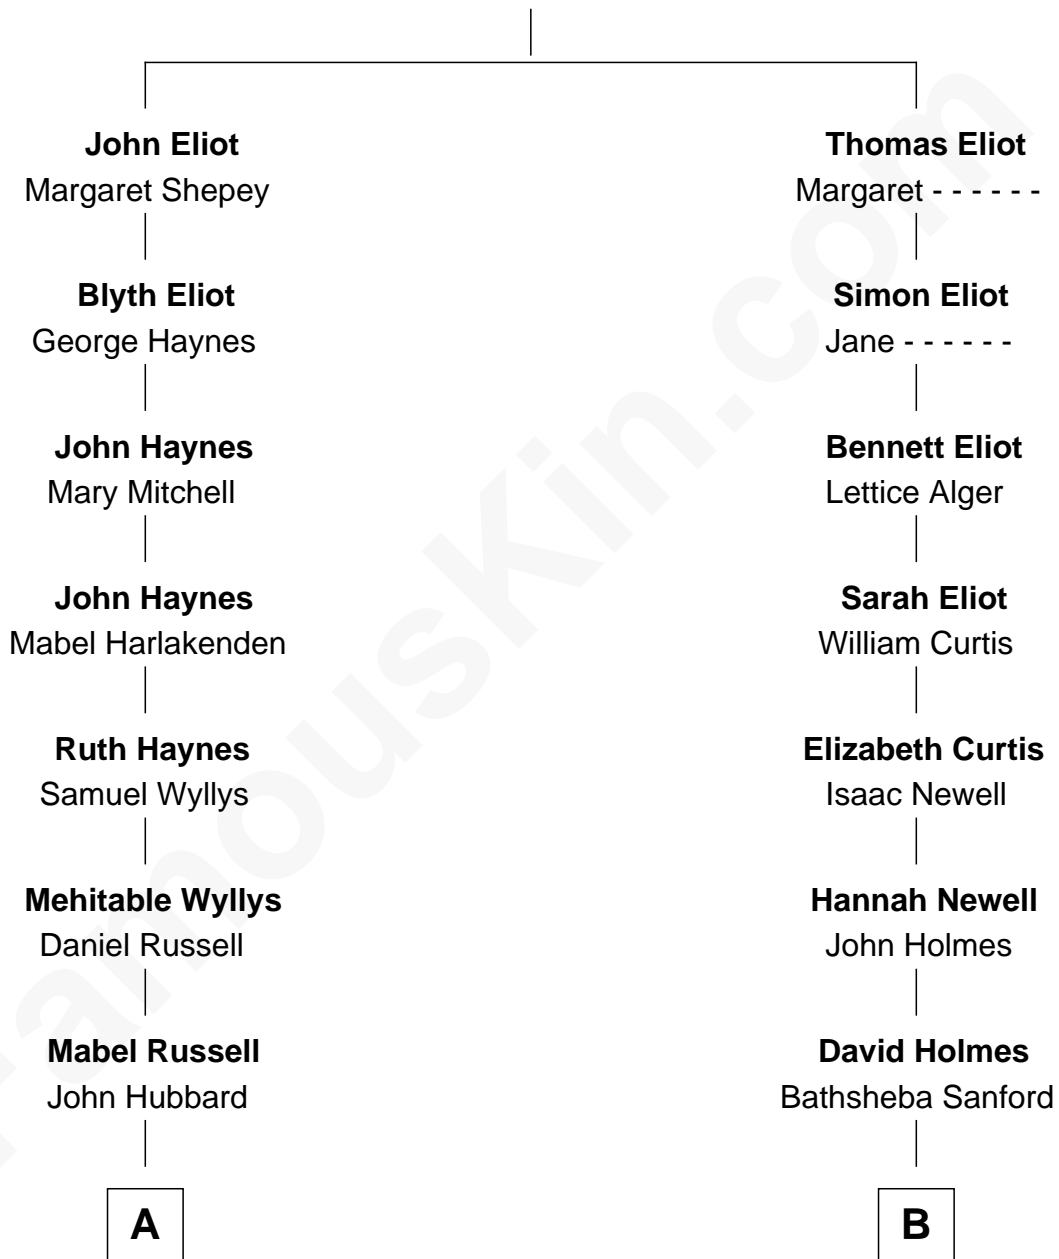 John Eliot
Margaret Shepey
Blyth Eliot
George Haynes
John Haynes
Mary Mitchell
John Haynes
Mabel Harlakenden
Ruth Haynes
Samuel Wyllys
Mehitable Wyllys
Daniel Russell
Mabel Russell
John Hubbard
A
Thomas Eliot
Margaret - - - - - -
Simon Eliot
Jane - - - - - -
Bennett Eliot
Lettice Alger
Sarah Eliot
William Curtis
Elizabeth Curtis
Isaac Newell
Hannah Newell
John Holmes
David Holmes
Bathsheba Sanford
B
FamousKin.com